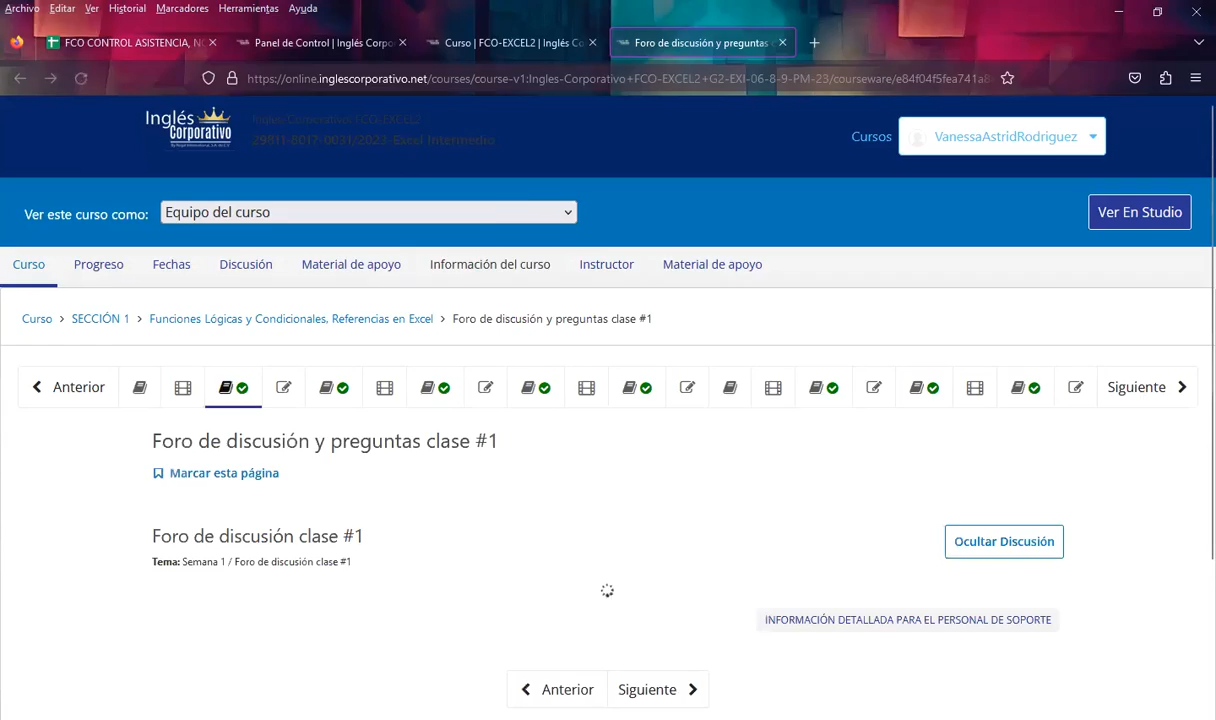 Archivo Editar Ver Historial Marcadores Herramientas Ayuda
FCO CONTROL ASISTENCIA, N
Panel de Control | Inglés Corpo
Curso | FCO-EXCEL2 | Inglés Co
Foro de discusión y preguntas
https://online.inglescorporativo.net/courses/course-v1:Ingles-Corporativo+FCO-EXCEL2+G2-EXI-06-8-9-PM-23/courseware/e84f04f5fea741a8
Inglés Corporativo
Inglés Corporativo: FCO-EXCEL2
Excel Intermedio
Cursos
VanessaAstridRodriguez
Ver este curso como:
Equipo del curso
Ver En Studio
Curso
Progreso
Fechas
Discusión
Material de apoyo
Información del curso
Instructor
Material de apoyo
Curso > SECCIÓN 1 > Funciones Lógicas y Condicionales, Referencias en Excel > Foro de discusión y preguntas clase #1
Anterior
Siguiente
Foro de discusión y preguntas clase #1
Marcar esta página
Foro de discusión clase #1
Ocultar Discusión
Tema: Semana 1 / Foro de discusión clase #1
INFORMACIÓN DETALLADA PARA EL PERSONAL DE SOPORTE
Anterior
Siguiente